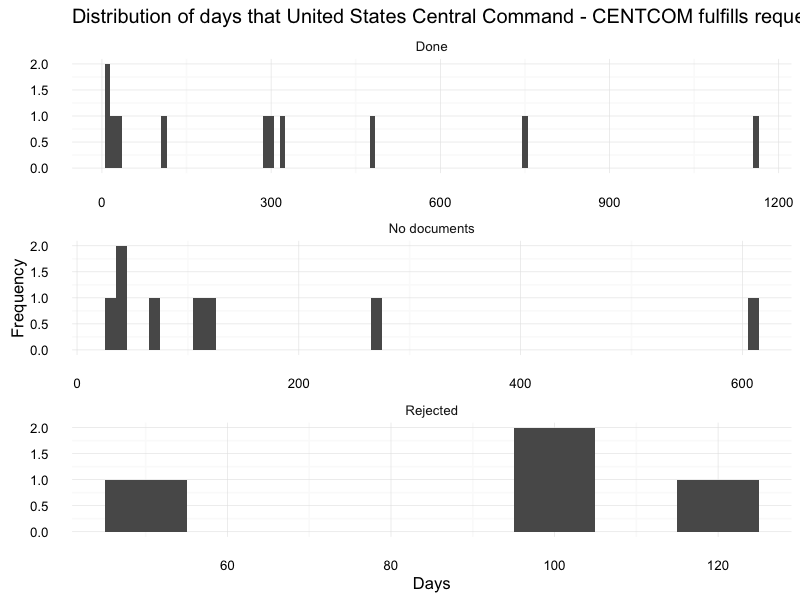 Distribution of days that United States Central Command - CENTCOM fulfills
Done
2.0
1.5
1.0
0.5
0.0
0 300 600 900 1200
No documents
2.0
1.5
1.0
0.5
0.0
0 200 400 600
Frequency
Rejected
2.0
1.5
1.0
0.5
0.0
60 80 100 120
Days